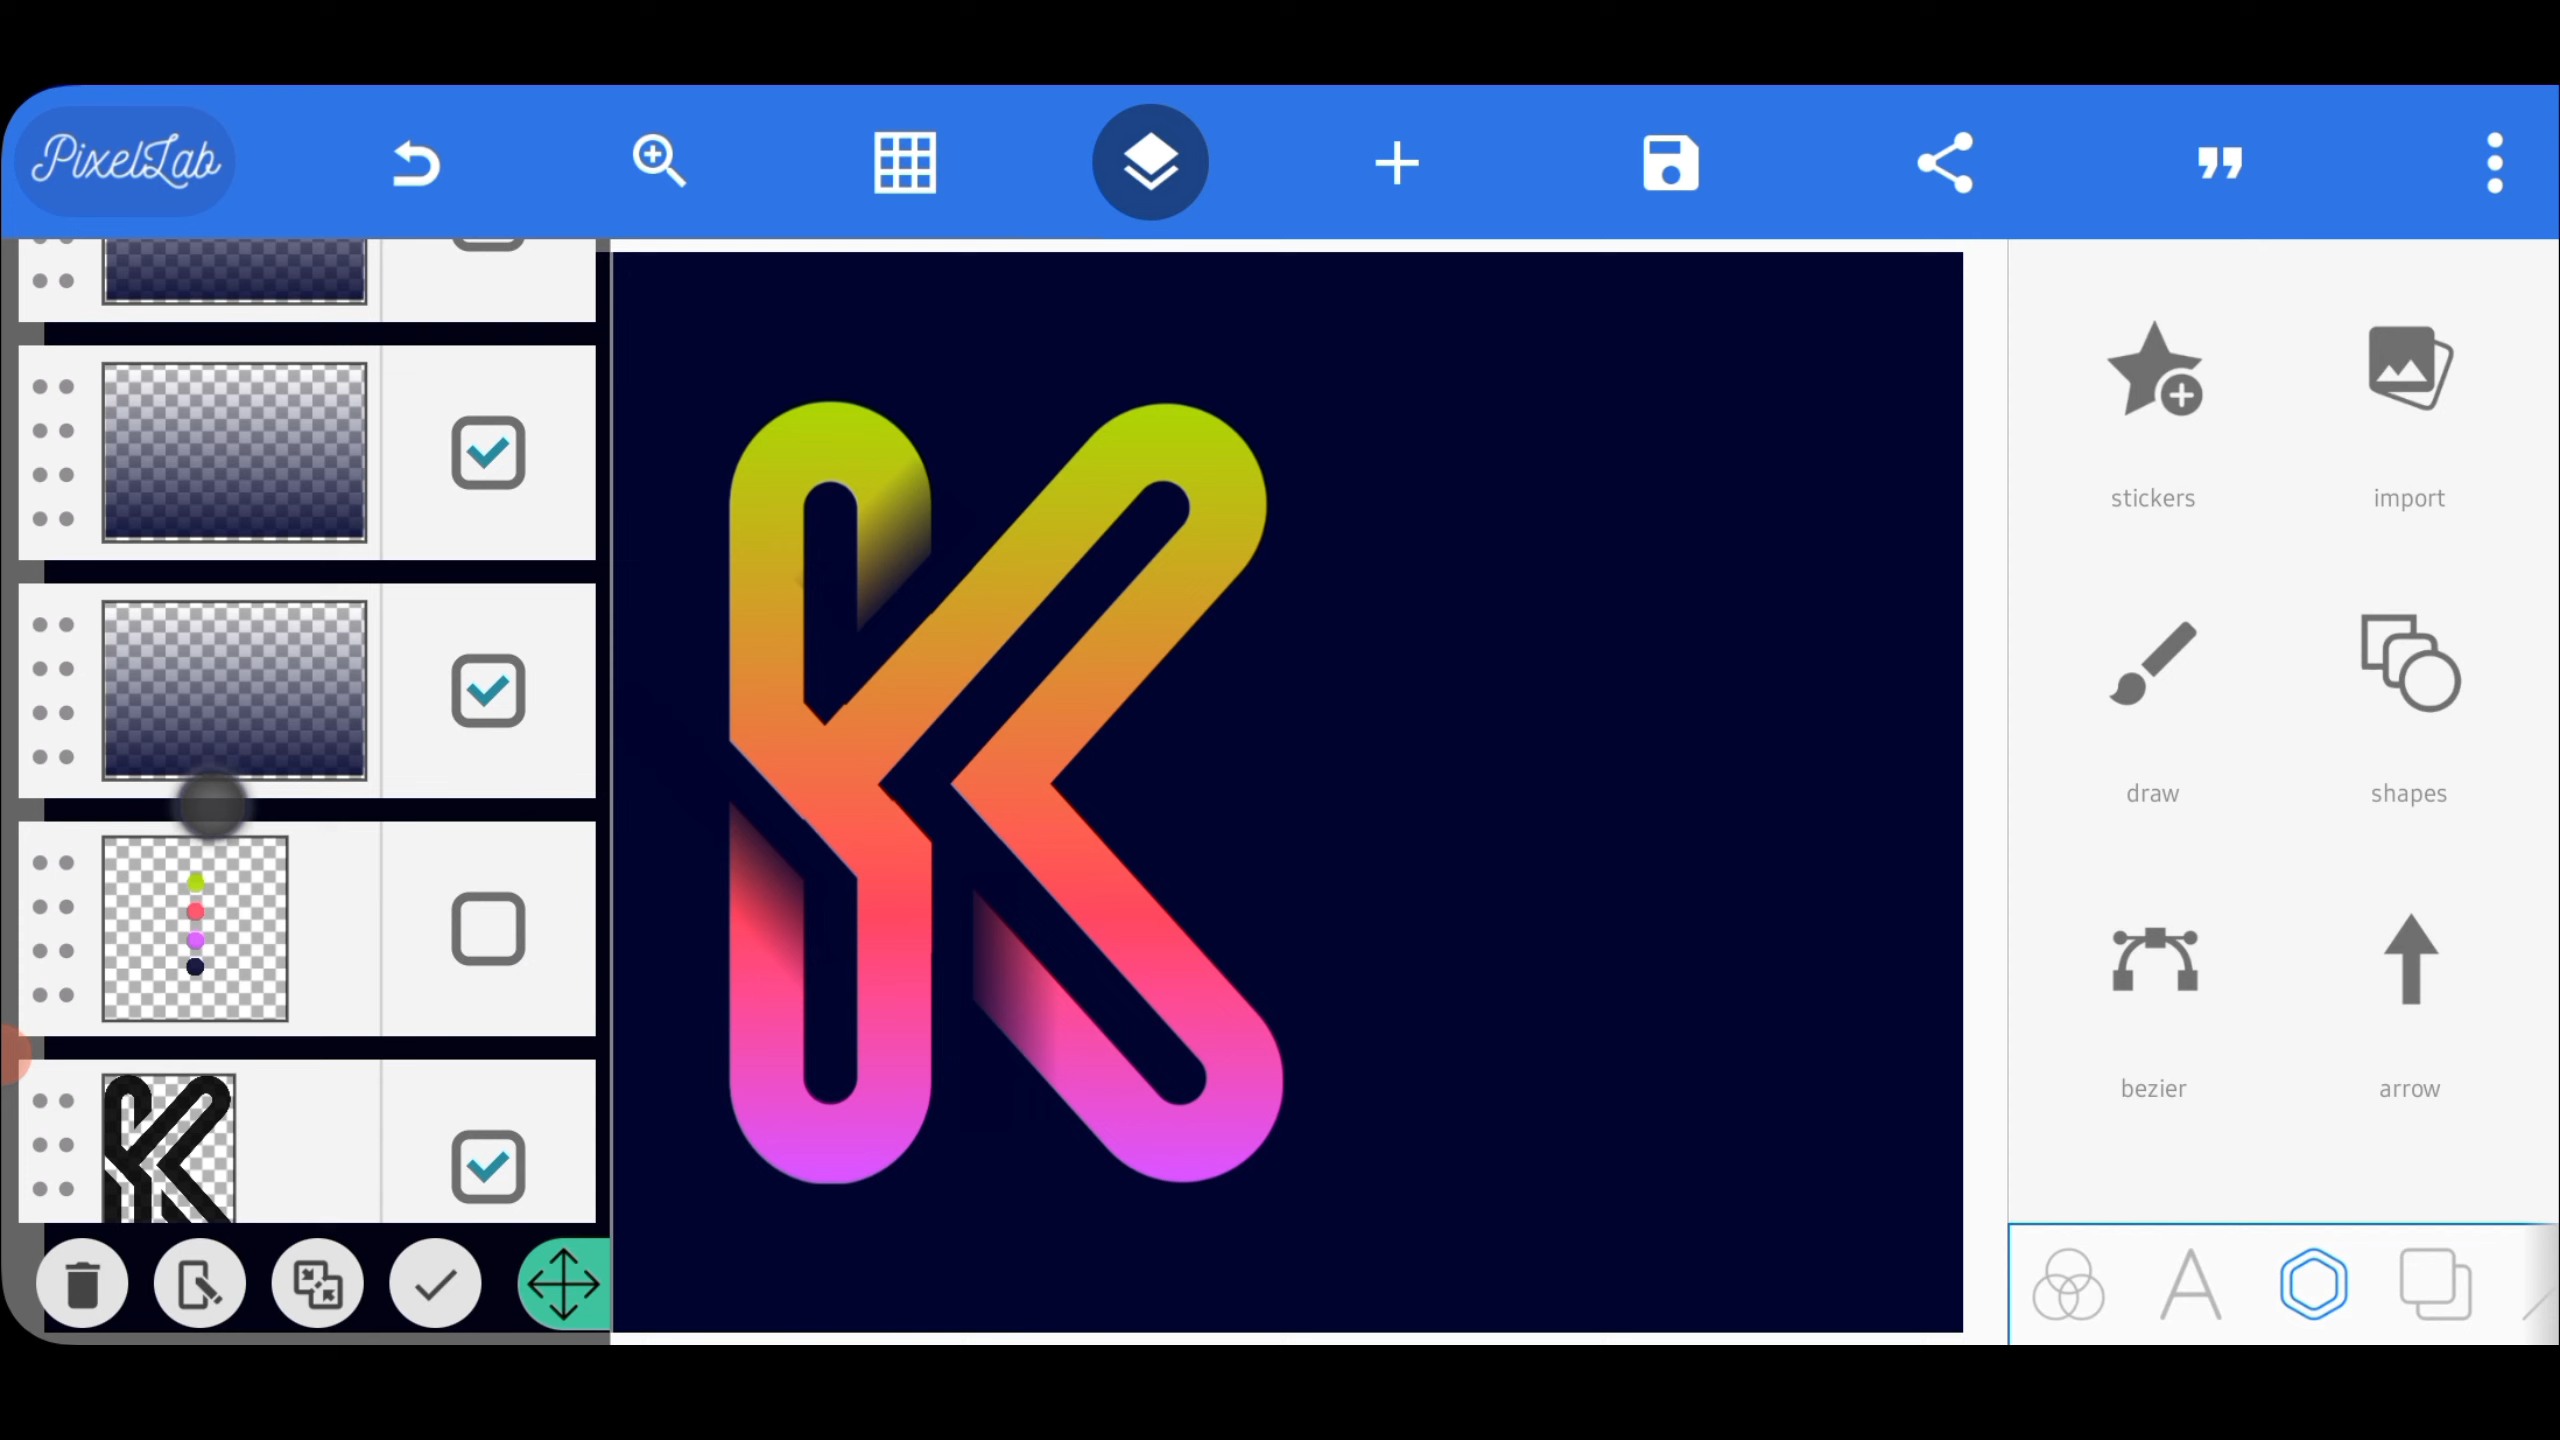 PixelLab
stickers
import
draw
shapes
bezier
arrow